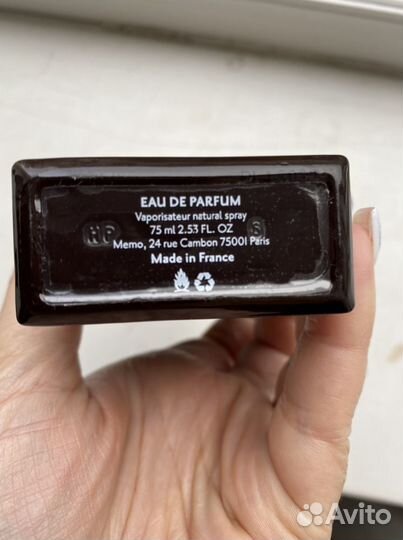 EAU DE PARFUM
Vaporisateur natural spray
75 ml 2.53 FL. OZ
HP S
Memo, 24 rue Cambon 75001 Paris
Made in France
Avito